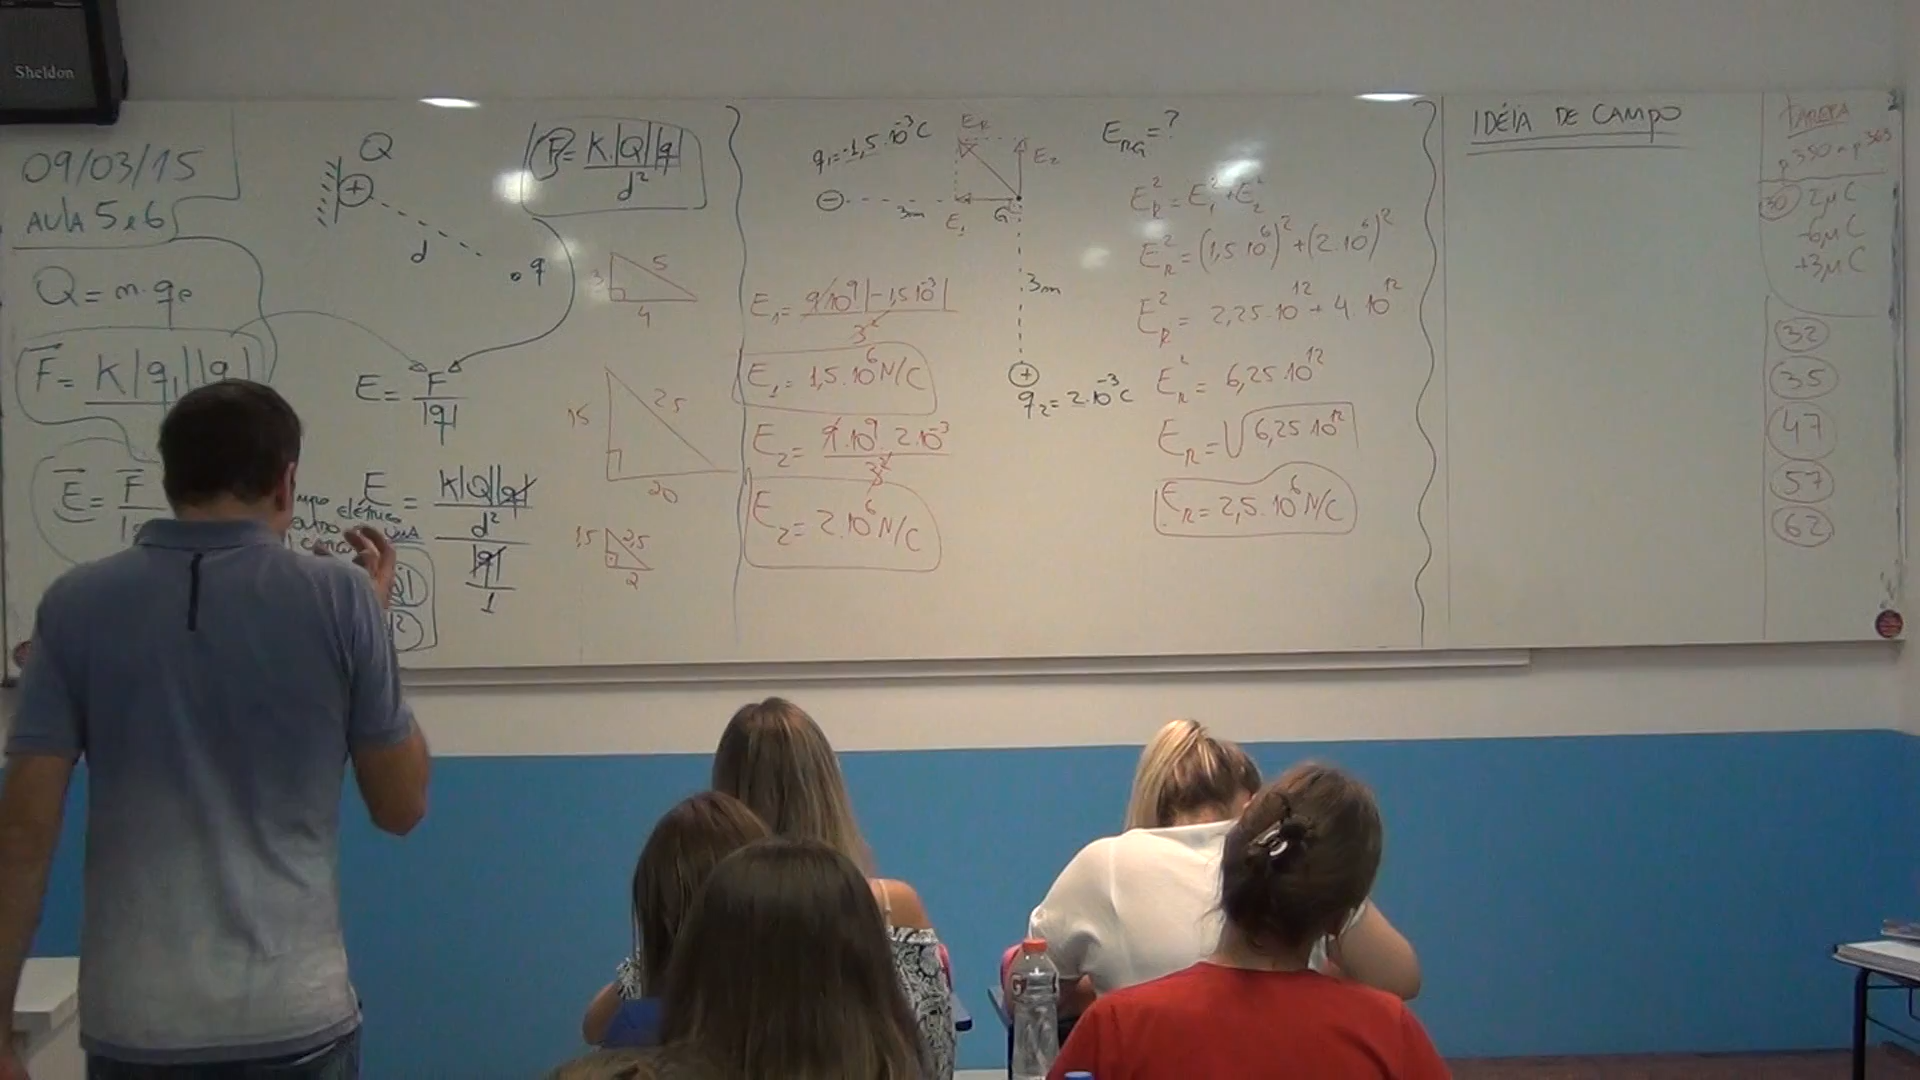 Sheldon
09/03/15
AULA 5 e 6
Q = m·qe
F = K|q1||q
E = F
Q
d
q
F = K.|Q||q|
d²
E = F
|q|
E = K|Q||q|
d²
|q|
1
elétrico
3
5
4
15
25
20
1,5
2,5
2
q1=-1,5·10⁻³C
ER
E2
E1
G
3m
3m
q2=2·10⁻³C
E1 = 9·10⁹|-1,5·10⁻³|
3²
E1 = 1,5·10⁶N/C
E2 = 9·10⁹·2·10⁻³
3²
E2 = 2·10⁶N/C
ERG = ?
ER² = E1² + E2²
ER² = (1,5·10⁶)² + (2·10⁶)²
ER² = 2,25·10¹² + 4·10¹²
ER² = 6,25·10¹²
ER = √6,25·10¹²
ER = 2,5·10⁶N/C
IDÉIA DE CAMPO
TAREFA
p350 a p365
30 2µC
-6µC
+3µC
32
35
47
57
62